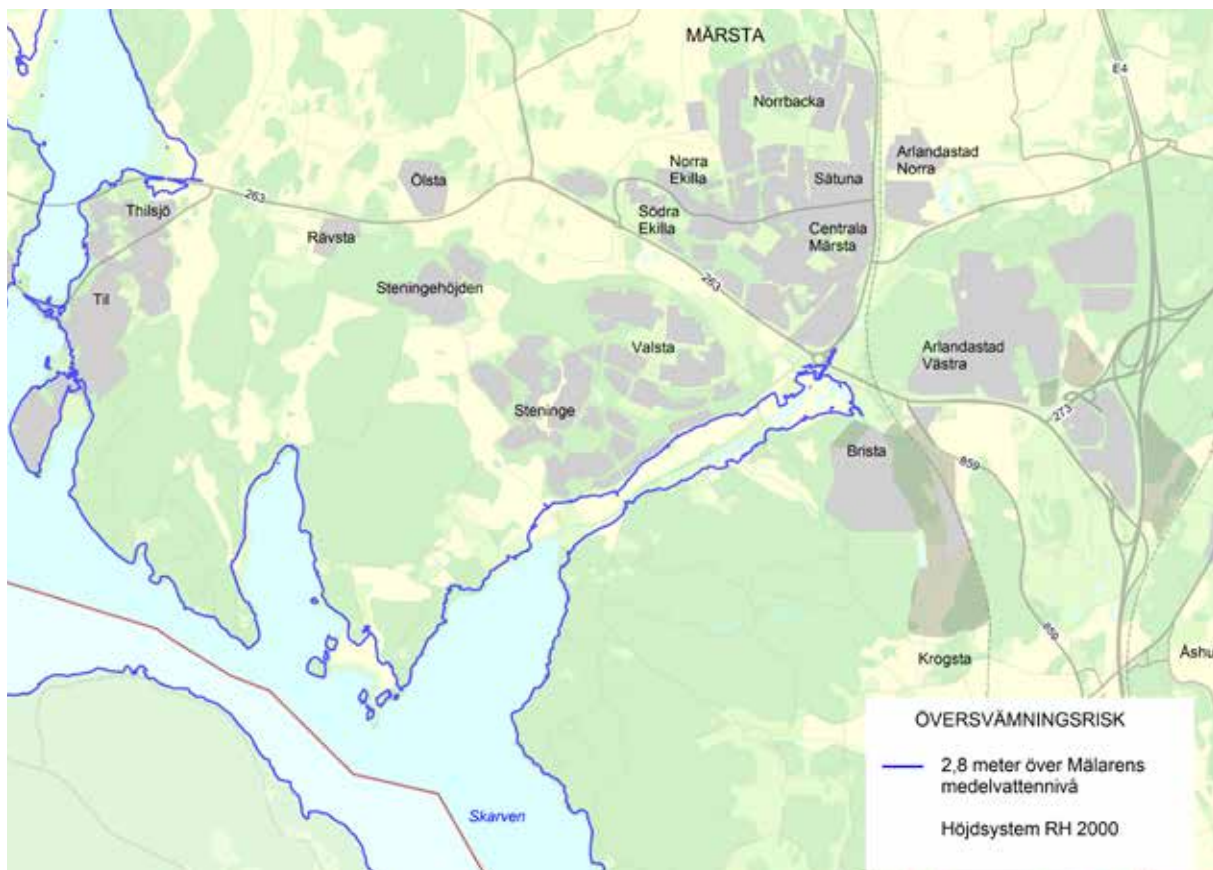 MÄRSTA
E4
Norrbacka
Norra
Ekilla
Sätuna
Arlandastad
Norra
Ölsta
263
Thilsjö
Rävsta
Södra
Ekilla
Centrala
Märsta
Steningehöjden
263
Til
Valsta
Arlandastad
Västra
Steninge
273
Brista
859
859
Krogsta
Åshu
ÖVERSVÄMNINGSRISK
2,8 meter över Mälarens
medelvattennivå
Höjdsystem RH 2000
Skarven